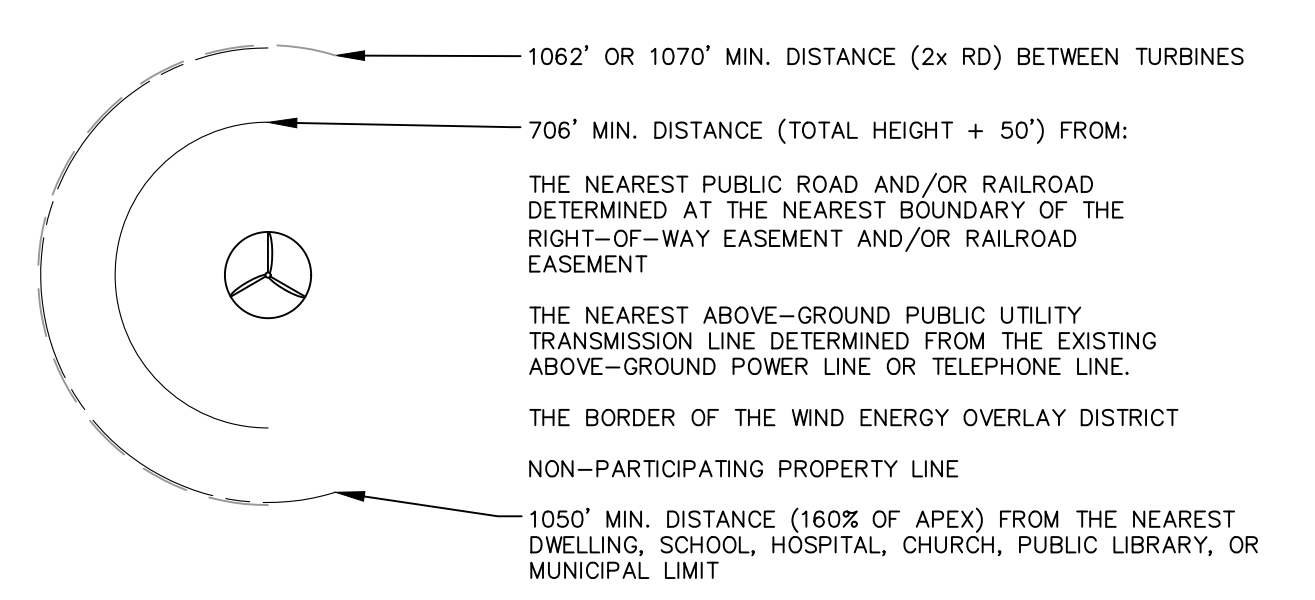 1062’ OR 1070’ MIN. DISTANCE (2x RD) BETWEEN TURBINES
706’ MIN. DISTANCE (TOTAL HEIGHT + 50’) FROM:
THE NEAREST PUBLIC ROAD AND/OR RAILROAD
DETERMINED AT THE NEAREST BOUNDARY OF THE
RIGHT–OF–WAY EASEMENT AND/OR RAILROAD
EASEMENT
THE NEAREST ABOVE–GROUND PUBLIC UTILITY
TRANSMISSION LINE DETERMINED FROM THE EXISTING
ABOVE–GROUND POWER LINE OR TELEPHONE LINE.
THE BORDER OF THE WIND ENERGY OVERLAY DISTRICT
NON–PARTICIPATING PROPERTY LINE
1050’ MIN. DISTANCE (160% OF APEX) FROM THE NEAREST
DWELLING, SCHOOL, HOSPITAL, CHURCH, PUBLIC LIBRARY, OR
MUNICIPAL LIMIT